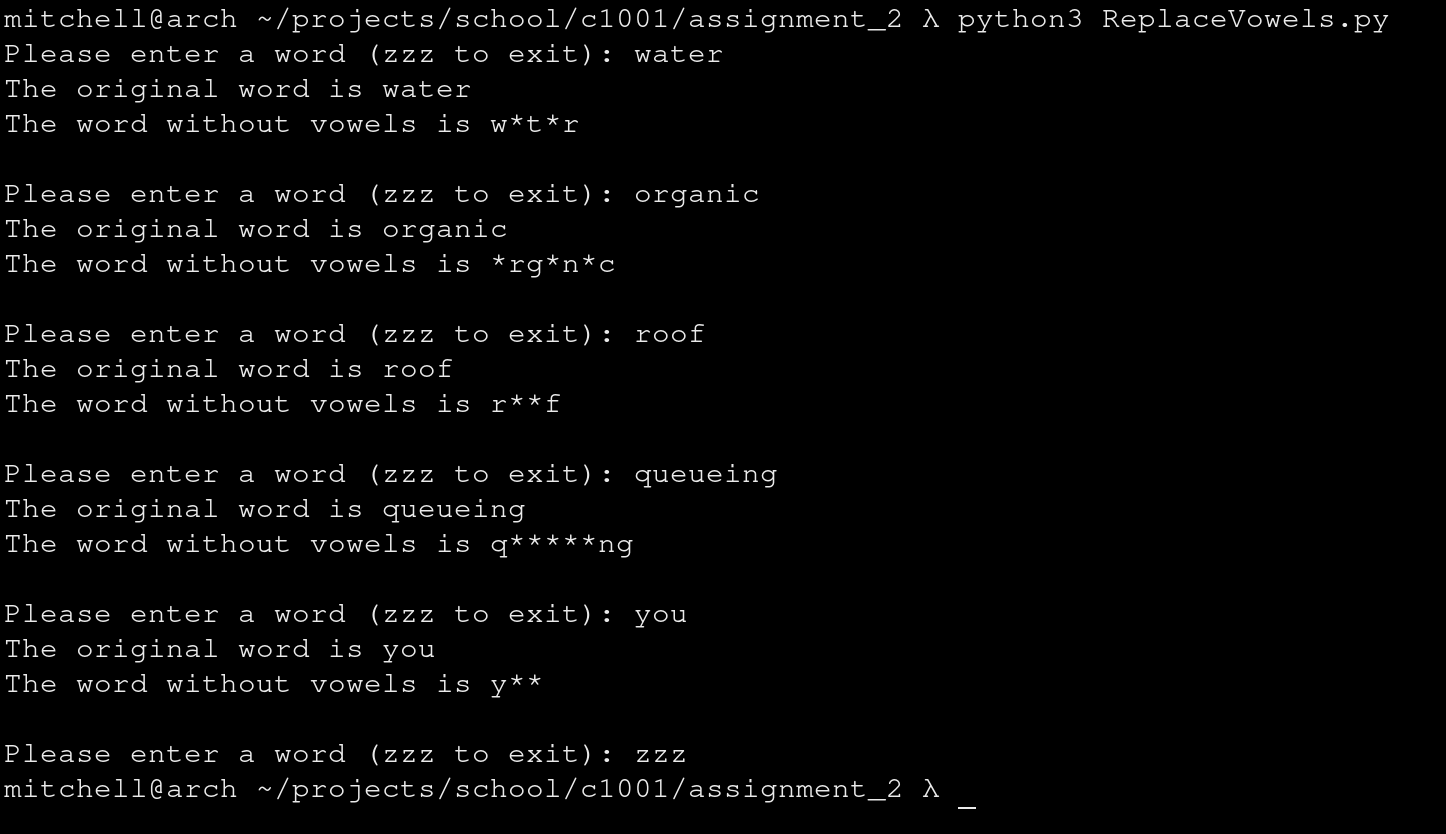 mitchell@arch ~/projects/school/c1001/assignment_2 λ python3 ReplaceVowels.py
Please enter a word (zzz to exit): water
The original word is water
The word without vowels is w*t*r

Please enter a word (zzz to exit): organic
The original word is organic
The word without vowels is *rg*n*c

Please enter a word (zzz to exit): roof
The original word is roof
The word without vowels is r**f

Please enter a word (zzz to exit): queueing
The original word is queueing
The word without vowels is q*****ng

Please enter a word (zzz to exit): you
The original word is you
The word without vowels is y**

Please enter a word (zzz to exit): zzz
mitchell@arch ~/projects/school/c1001/assignment_2 λ _